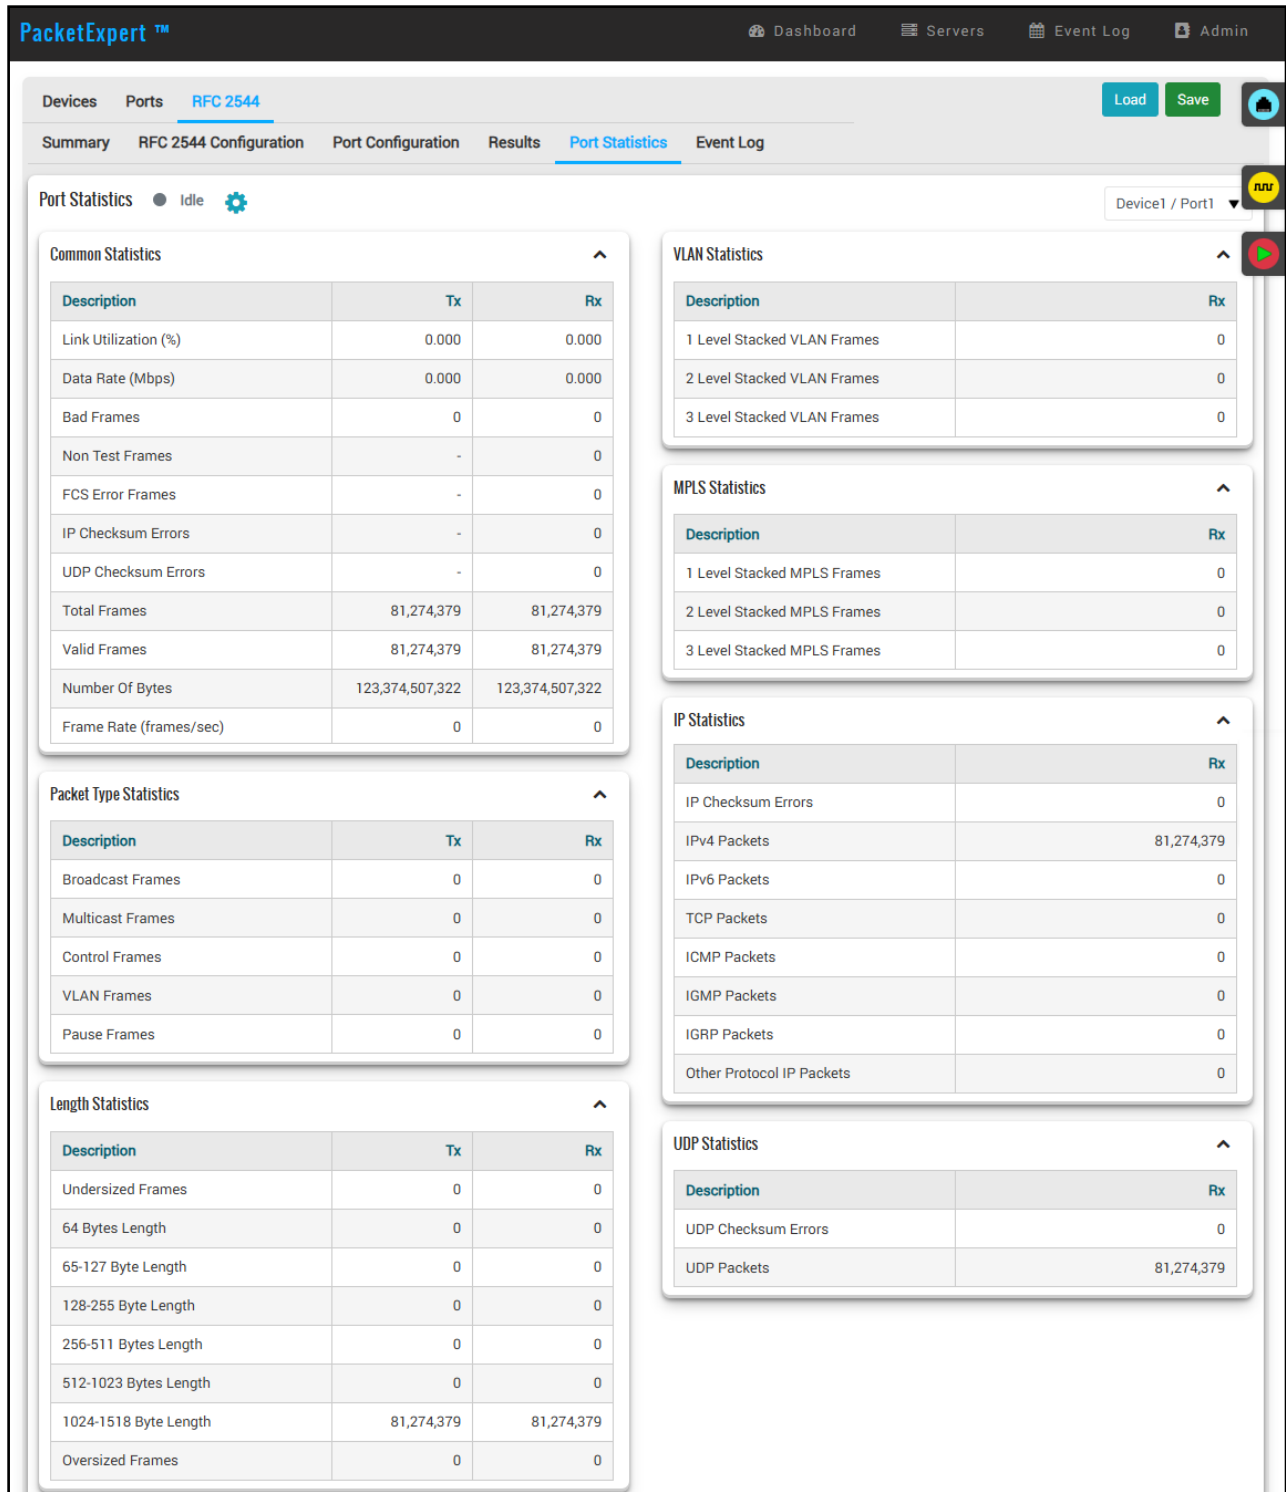 PacketExpert ™
Dashboard Servers Event Log Admin
Devices Ports RFC 2544 Load Save
Summary RFC 2544 Configuration Port Configuration Results Port Statistics Event Log
Port Statistics Idle Device1 / Port1
Common Statistics
Description Tx Rx
Link Utilization (%) 0.000 0.000
Data Rate (Mbps) 0.000 0.000
Bad Frames 0 0
Non Test Frames - 0
FCS Error Frames - 0
IP Checksum Errors - 0
UDP Checksum Errors - 0
Total Frames 81,274,379 81,274,379
Valid Frames 81,274,379 81,274,379
Number Of Bytes 123,374,507,322 123,374,507,322
Frame Rate (frames/sec) 0 0
Packet Type Statistics
Description Tx Rx
Broadcast Frames 0 0
Multicast Frames 0 0
Control Frames 0 0
VLAN Frames 0 0
Pause Frames 0 0
Length Statistics
Description Tx Rx
Undersized Frames 0 0
64 Bytes Length 0 0
65-127 Byte Length 0 0
128-255 Byte Length 0 0
256-511 Bytes Length 0 0
512-1023 Bytes Length 0 0
1024-1518 Byte Length 81,274,379 81,274,379
Oversized Frames 0 0
VLAN Statistics
Description Rx
1 Level Stacked VLAN Frames 0
2 Level Stacked VLAN Frames 0
3 Level Stacked VLAN Frames 0
MPLS Statistics
Description Rx
1 Level Stacked MPLS Frames 0
2 Level Stacked MPLS Frames 0
3 Level Stacked MPLS Frames 0
IP Statistics
Description Rx
IP Checksum Errors 0
IPv4 Packets 81,274,379
IPv6 Packets 0
TCP Packets 0
ICMP Packets 0
IGMP Packets 0
IGRP Packets 0
Other Protocol IP Packets 0
UDP Statistics
Description Rx
UDP Checksum Errors 0
UDP Packets 81,274,379